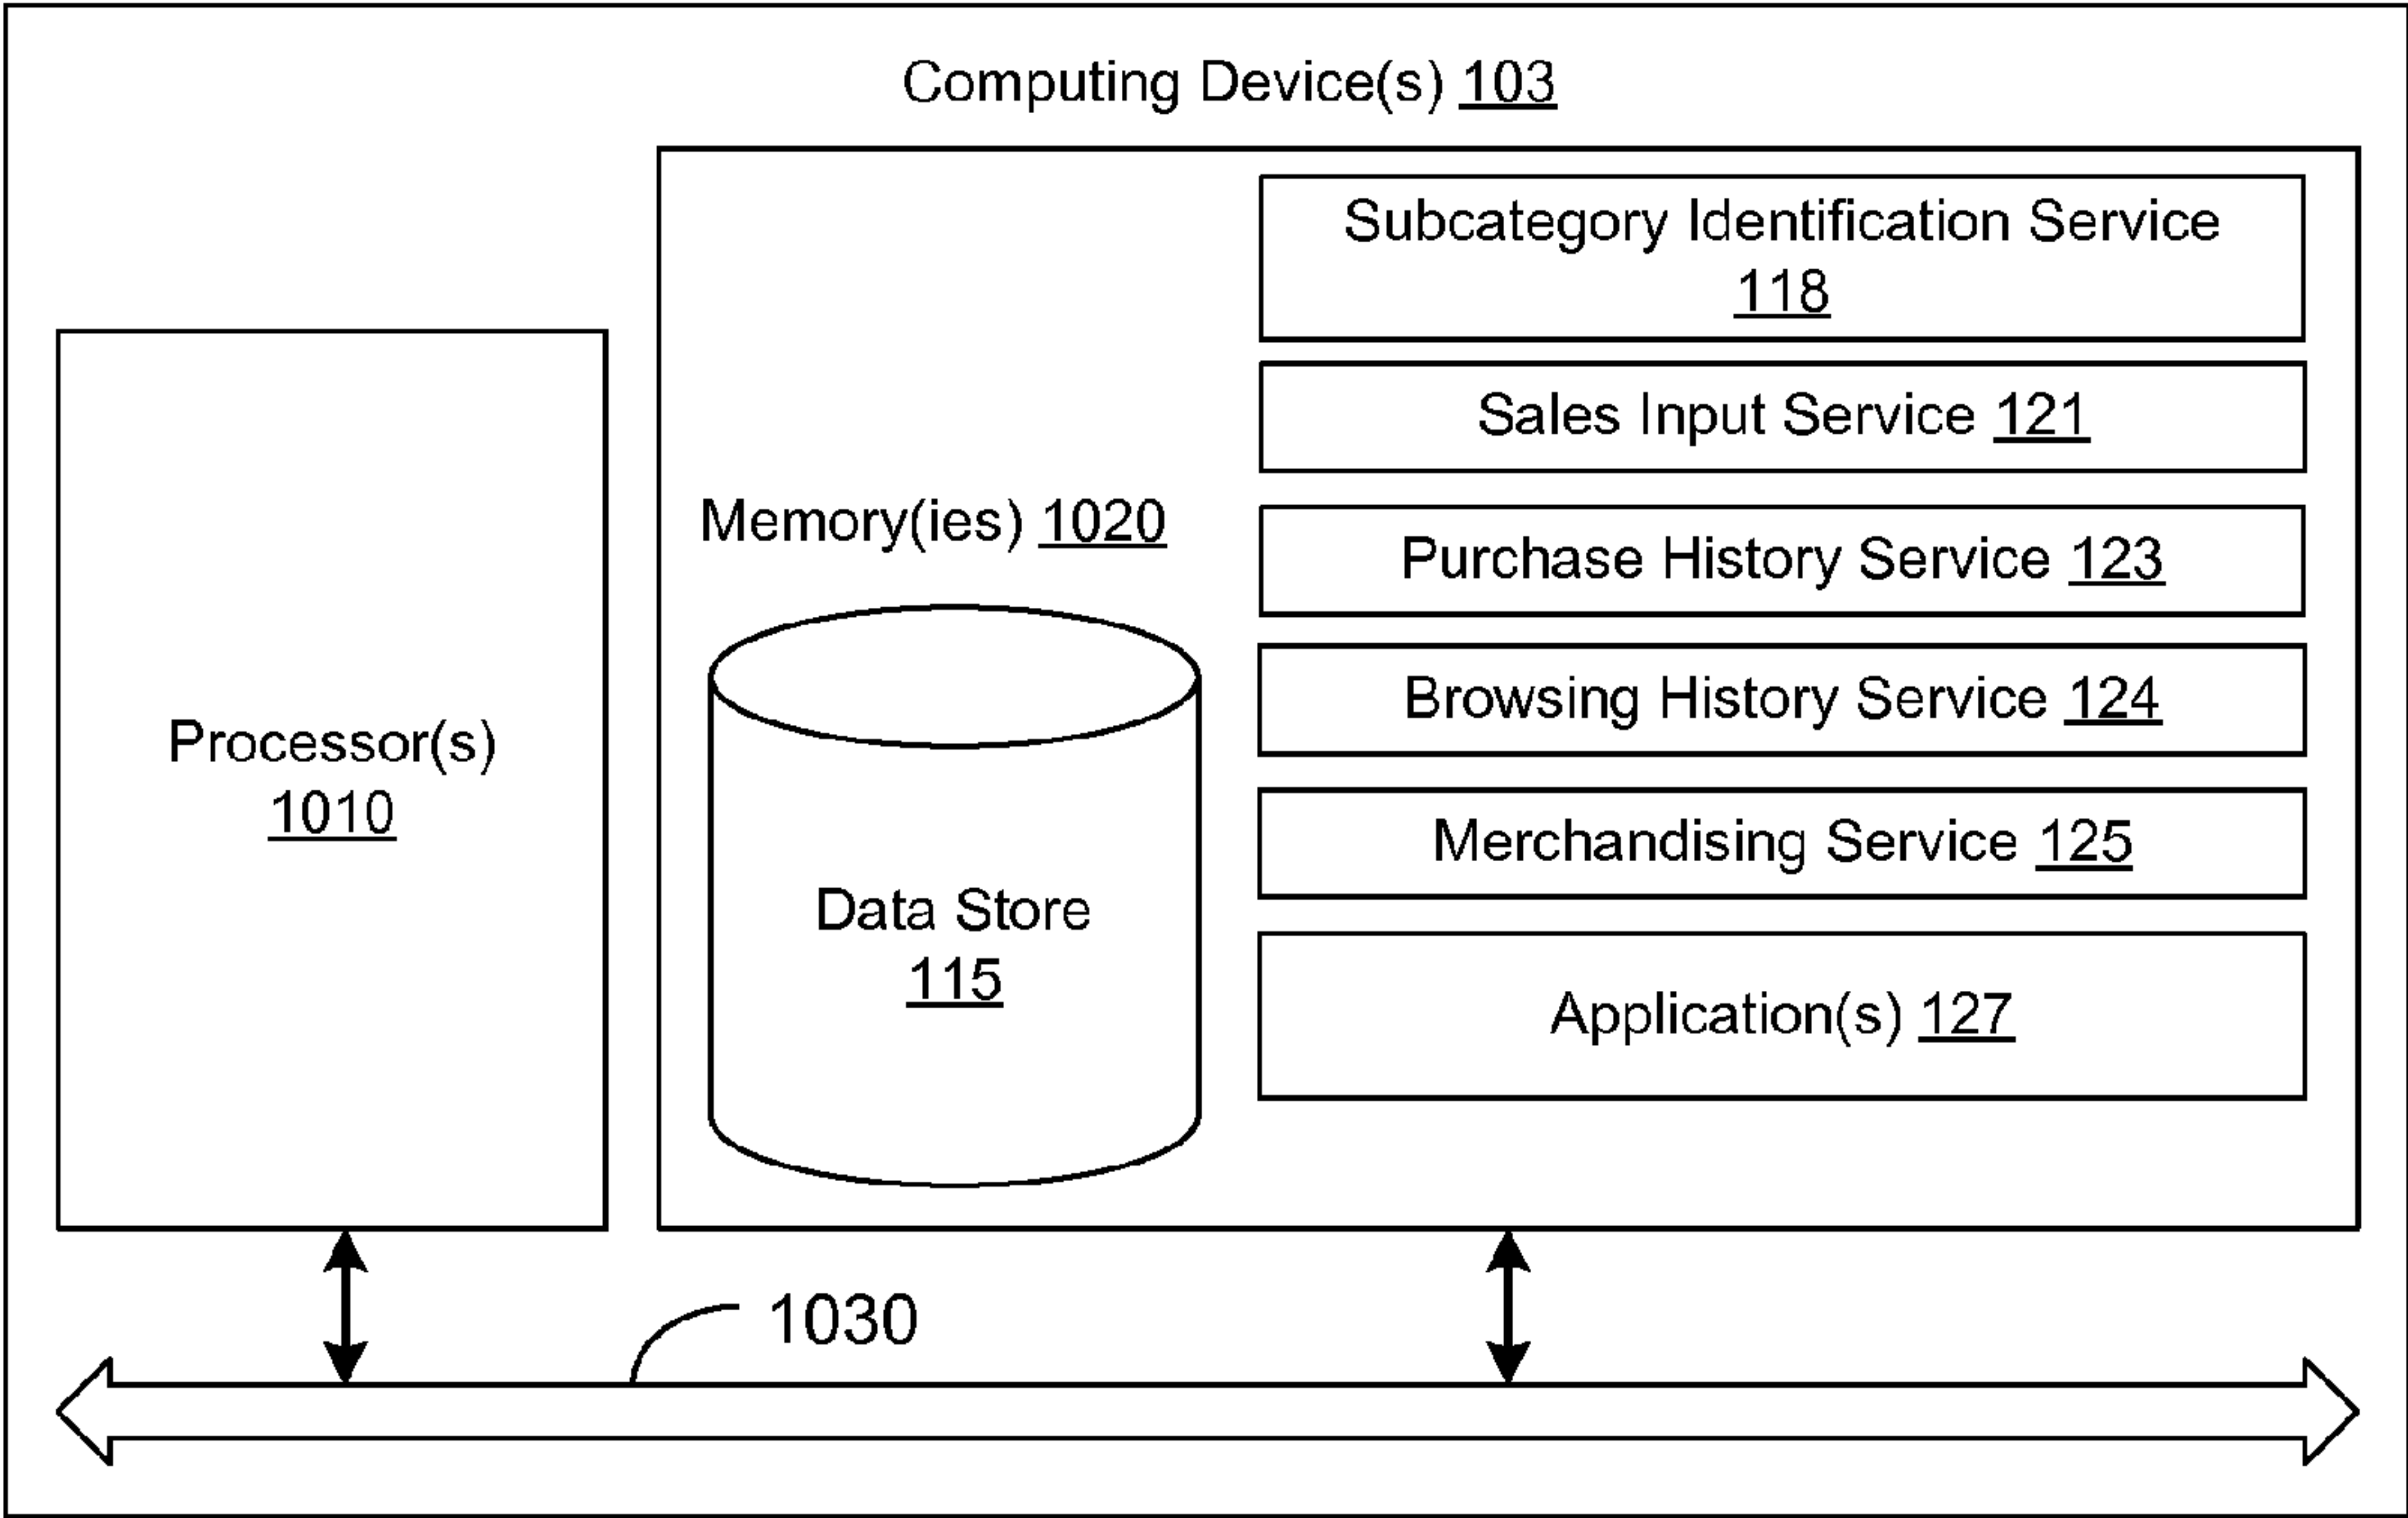 Computing Device(s) 103
Subcategory Identification Service
118
Sales Input Service 121
Memory(ies) 1020
Purchase History Service 123
Browsing History Service 124
Processor(s)
1010
Merchandising Service 125
Data Store
115
Application(s) 127
1030